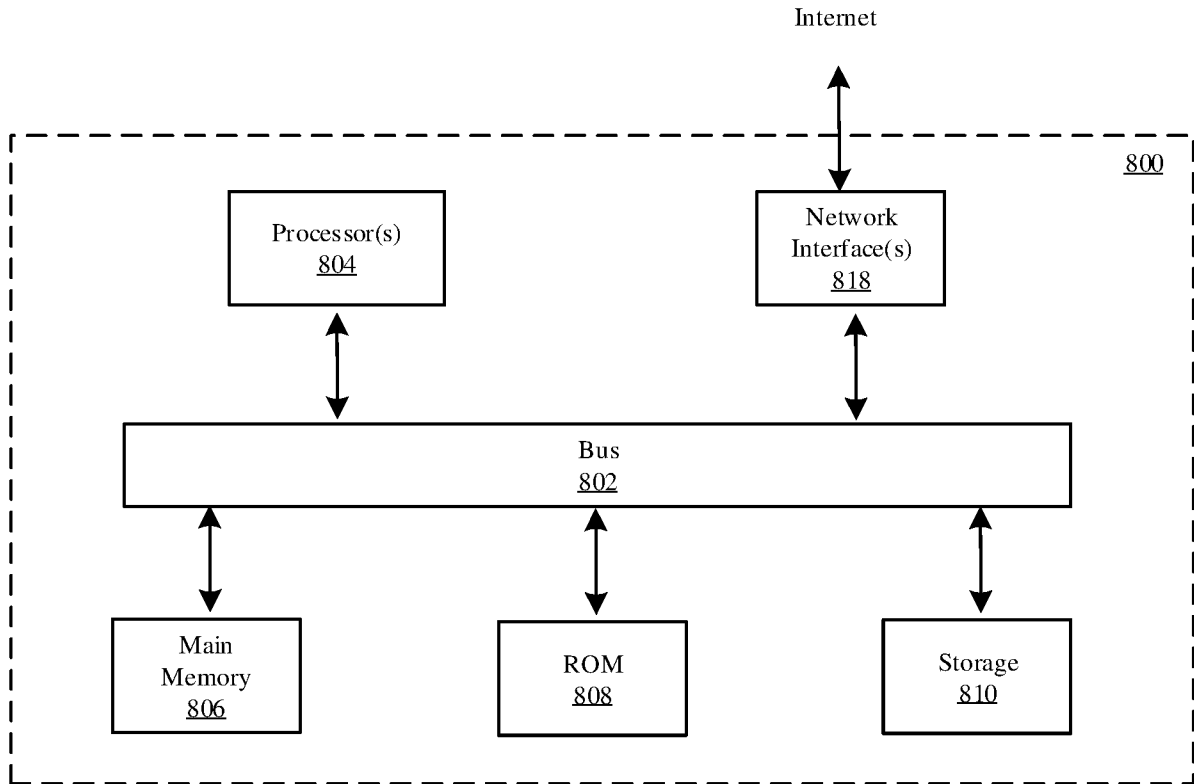 Internet
800
Processor(s)
804
Network
Interface(s)
818
Bus
802
Main
Memory
806
ROM
808
Storage
810